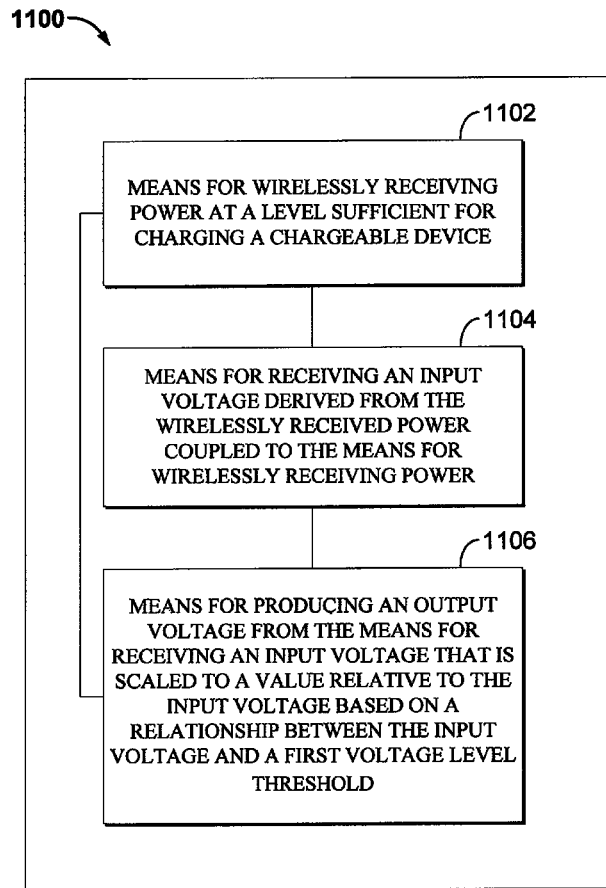 1100
1102
MEANS FOR WIRELESSLY RECEIVING
POWER AT A LEVEL SUFFICIENT FOR
CHARGING A CHARGEABLE DEVICE
1104
MEANS FOR RECEIVING AN INPUT
VOLTAGE DERIVED FROM THE
WIRELESSLY RECEIVED POWER
COUPLED TO THE MEANS FOR
WIRELESSLY RECEIVING POWER
1106
MEANS FOR PRODUCING AN OUTPUT
VOLTAGE FROM THE MEANS FOR
RECEIVING AN INPUT VOLTAGE THAT IS
SCALED TO A VALUE RELATIVE TO THE
INPUT VOLTAGE BASED ON A
RELATIONSHIP BETWEEN THE INPUT
VOLTAGE AND A FIRST VOLTAGE LEVEL
THRESHOLD